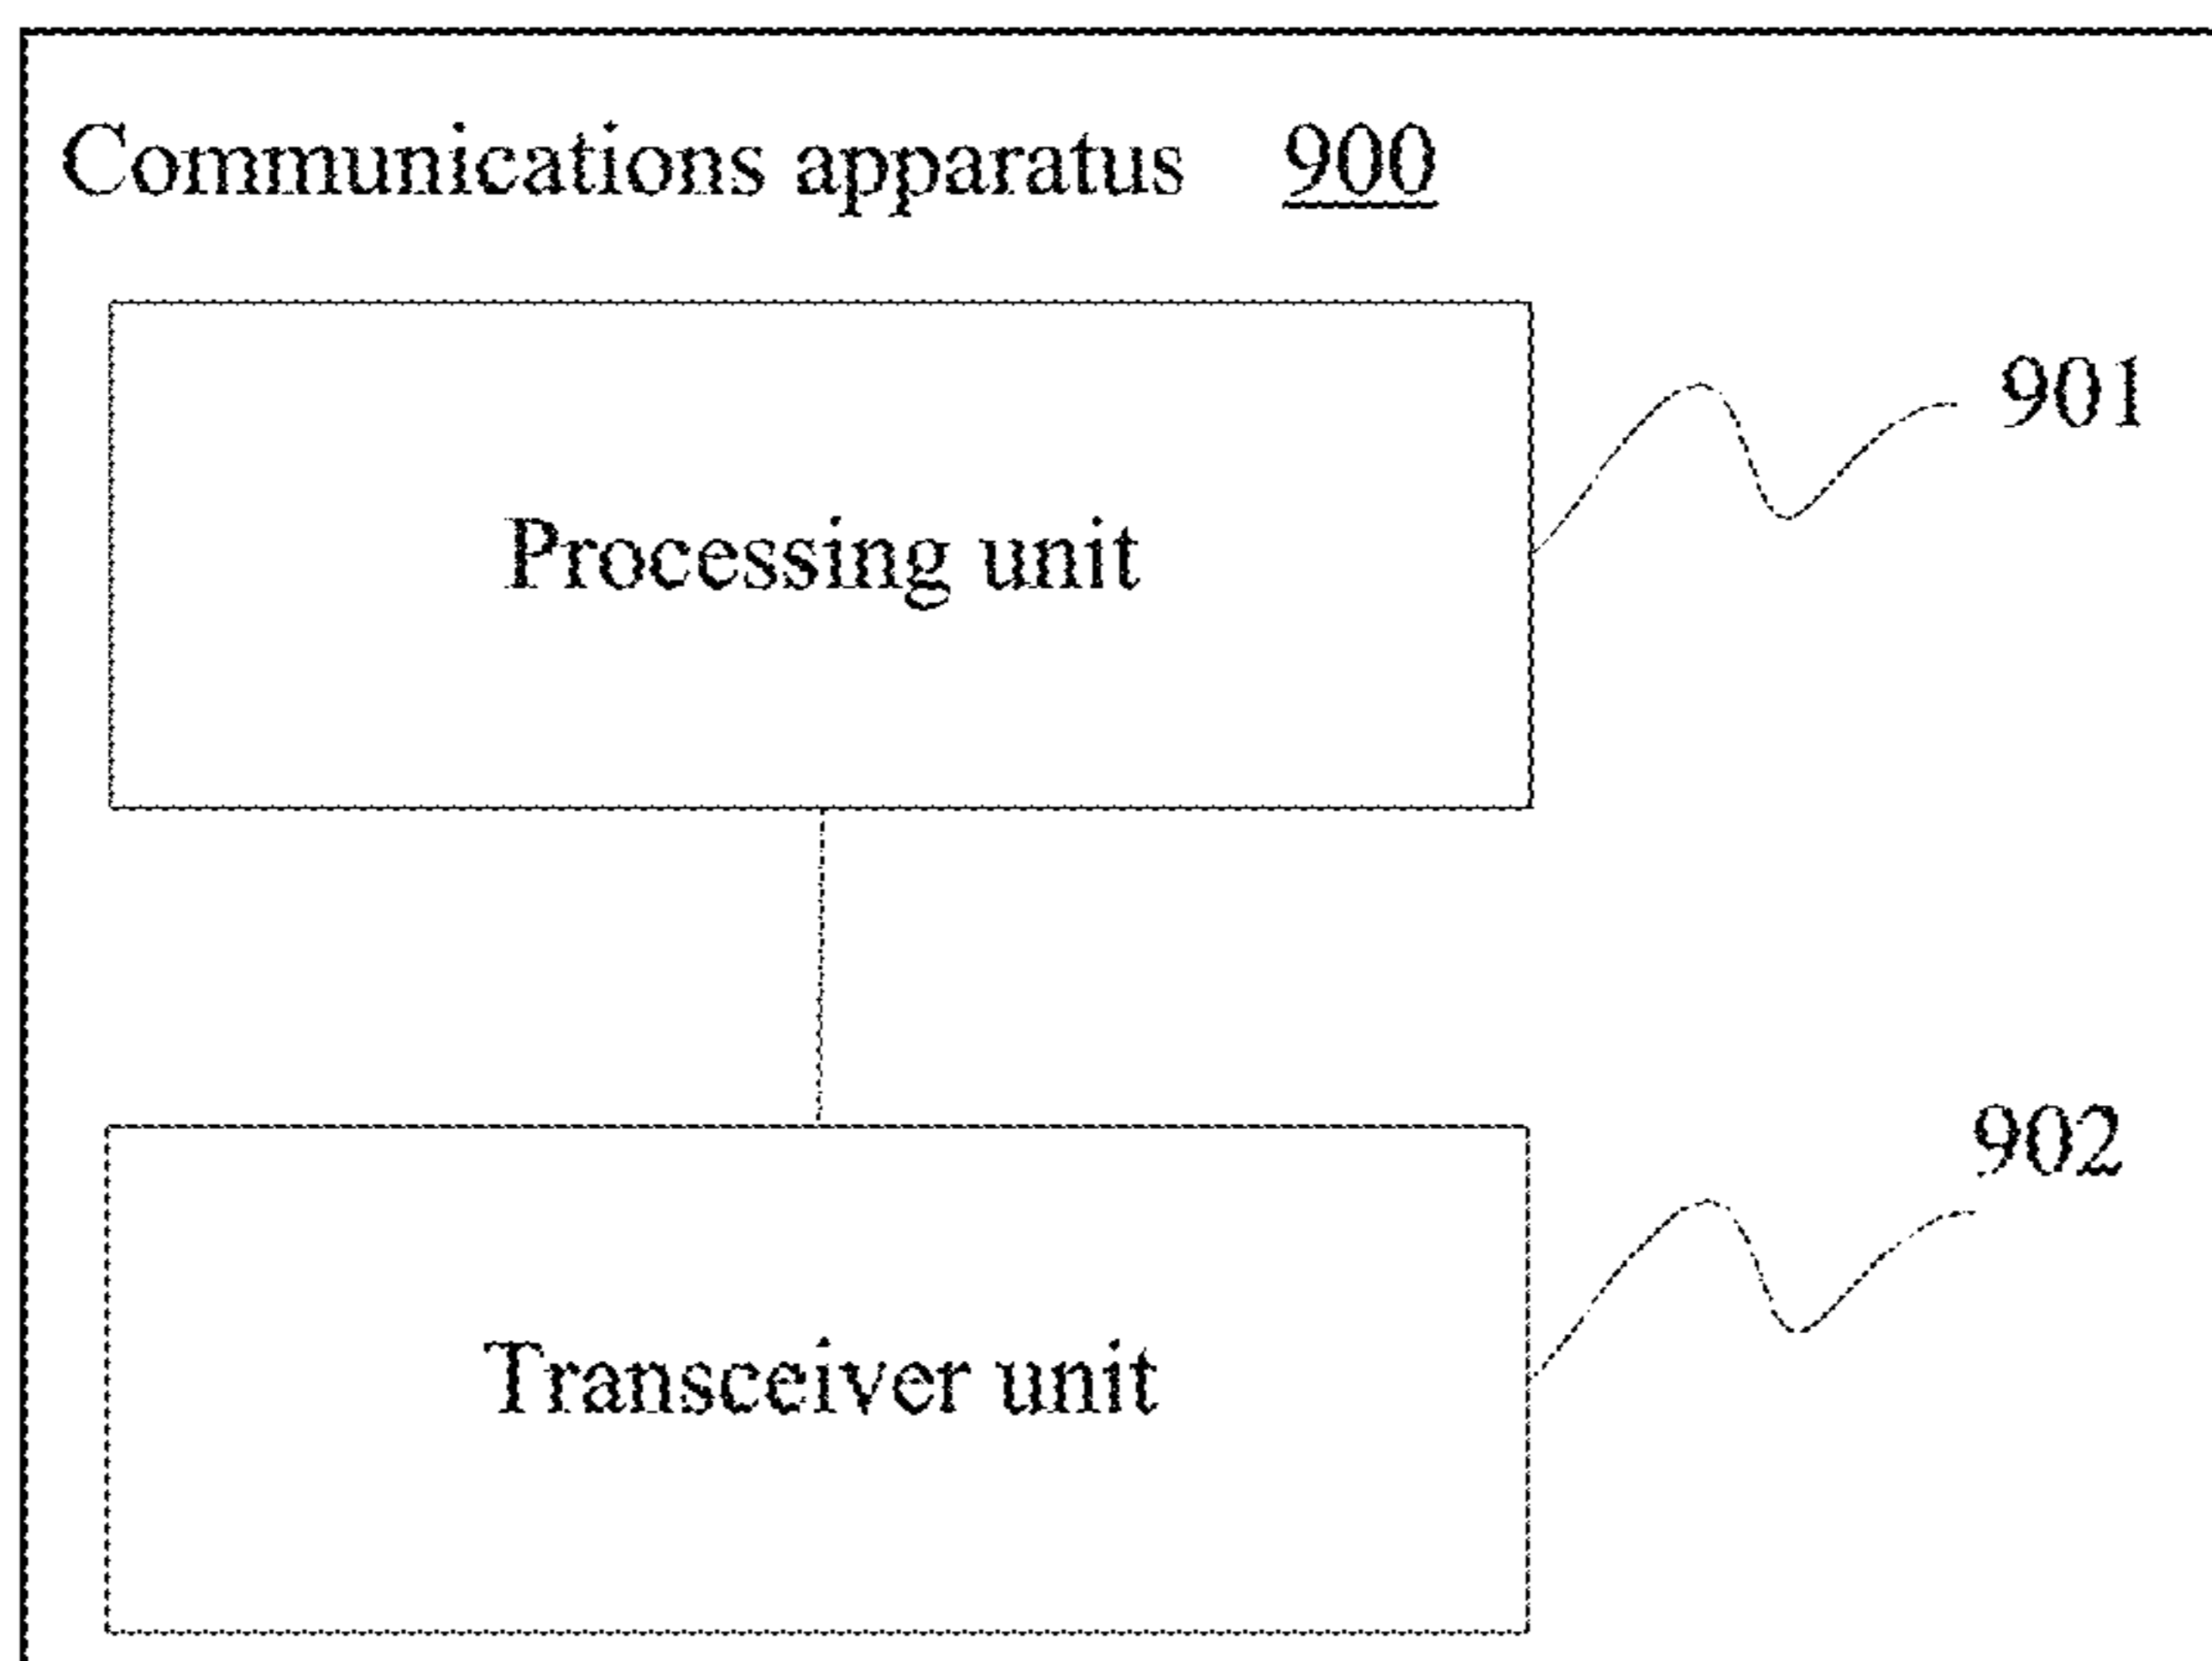 Communications apparatus 900
901
Processing unit
902
Transceiver unit